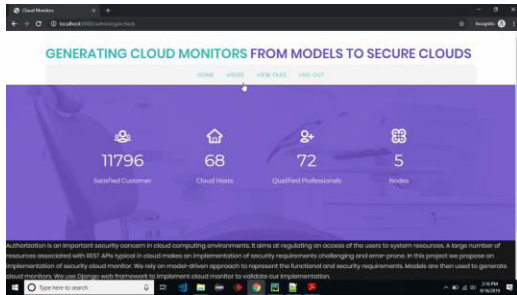 Cloud Monitors
localhost:8000/adminlogincheck
Incognito
GENERATING CLOUD MONITORS FROM MODELS TO SECURE CLOUDS
HOME USERS VIEW FILES LOG OUT
11796 68 72 5
Satisfied Customer Cloud Hosts Qualified Professionals Nodes
Authorization is an important security concern in cloud computing environments. It aims at regulating an access of the users to system resources. A large number of
resources associated with REST APIs typical in cloud makes an implementation of security requirements challenging and error-prone. In this project we propose an
implementation of security cloud monitor. We rely on model-driven approach to represent the functional and security requirements. Models are then used to generate
cloud monitors. We use Django web framework to implement cloud monitor to validate our implementation.
Type here to search
2:16 PM
9/16/2019